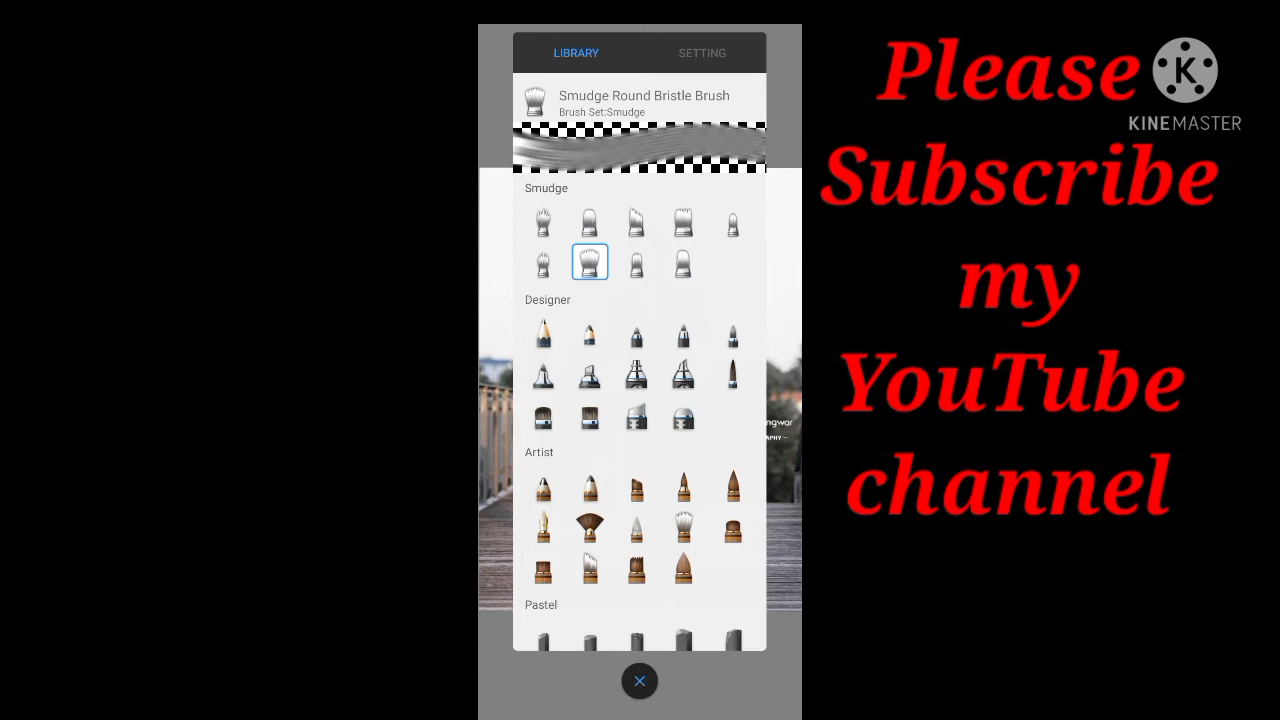 LIBRARY
SETTING
Smudge Round Bristle Brush
Brush Set:Smudge
Smudge
Designer
Artist
Pastel
Please
Subscribe
my
YouTube
channel
K
KINEMASTER